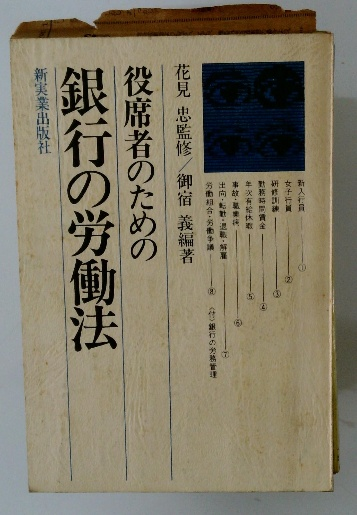 新入行員 ①
女子行員 ②
研修訓練 ③
勤務時間賃金 ④
年次有給休暇 ⑤
事故・職業病 ⑥
出向・転勤・退職・解雇 ⑦
労働組合・労働争議 ⑧ (付)銀行の労務管理
花見 忠監修/御宿 義編著
役席者のための
銀行の労働法
新実業出版社